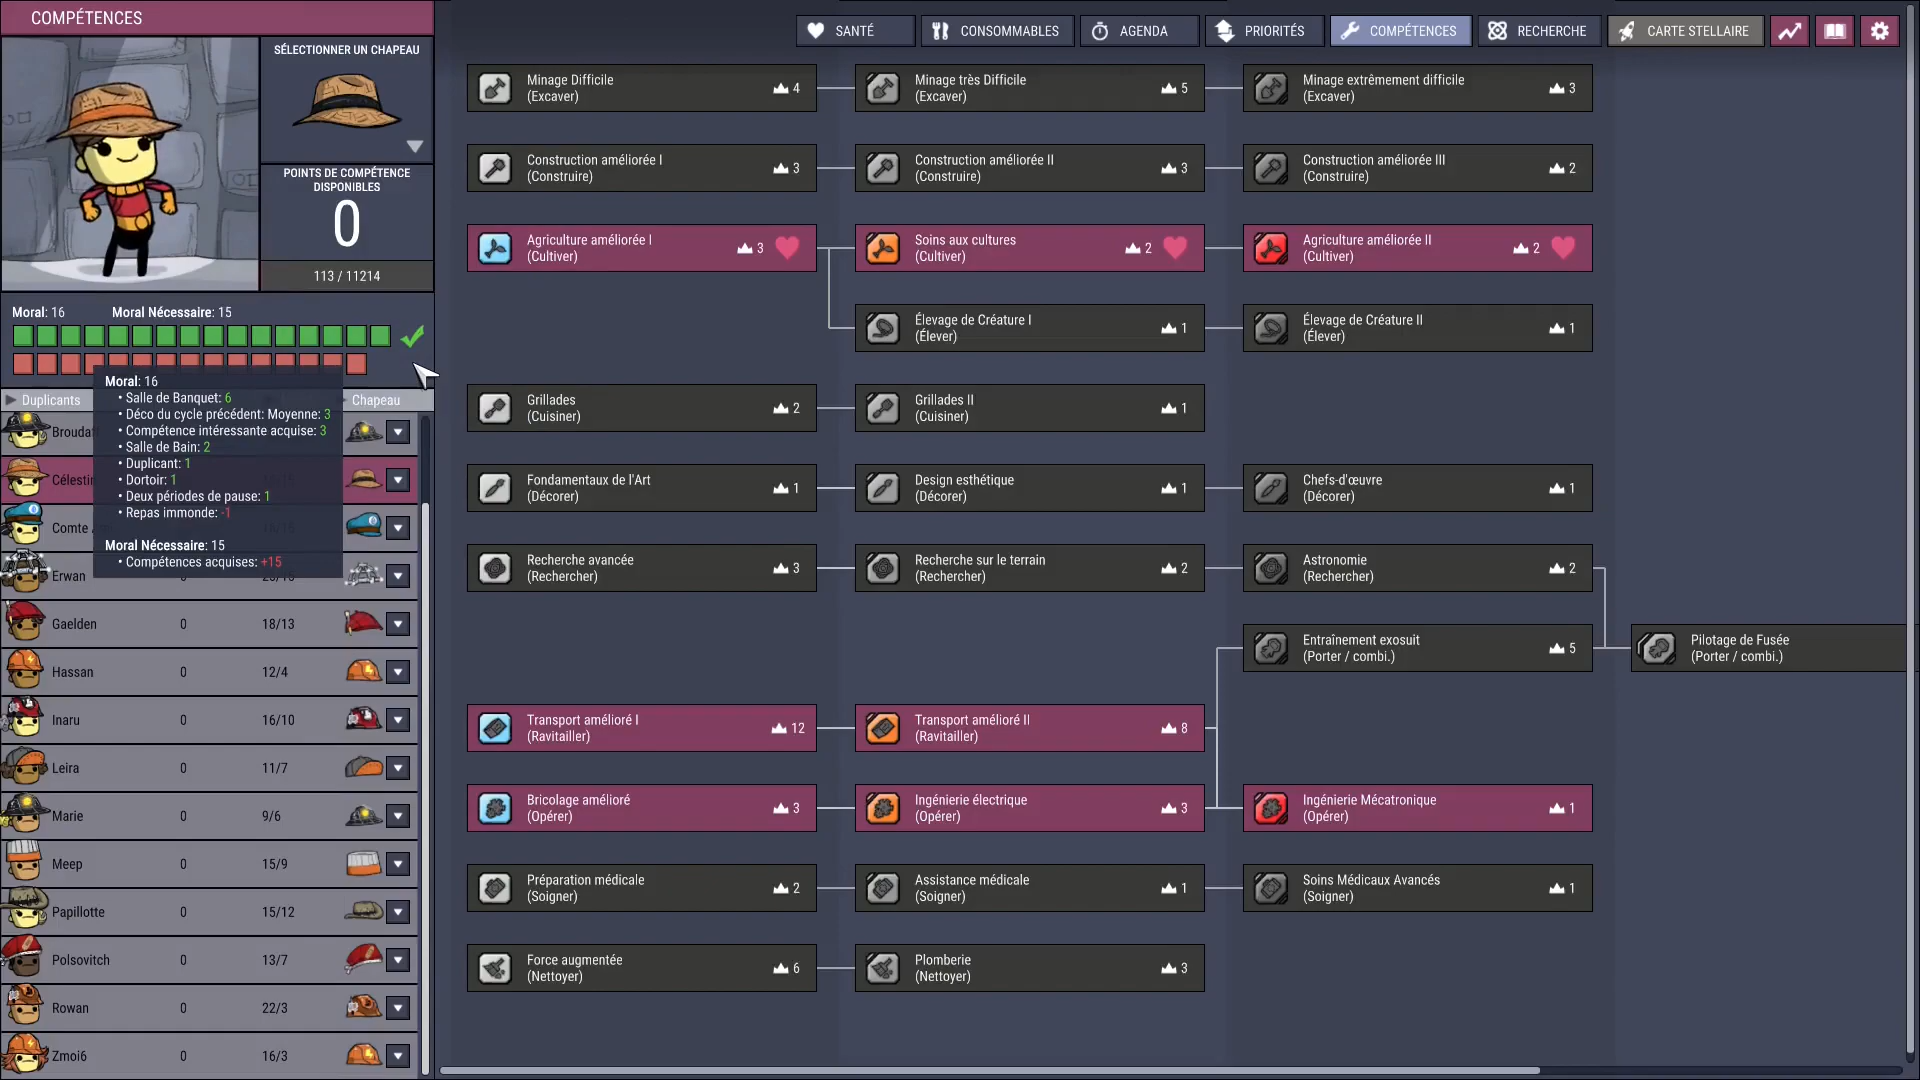 COMPÉTENCES
SANTÉ
CONSOMMABLES
AGENDA
PRIORITÉS
COMPÉTENCES
RECHERCHE
CARTE STELLAIRE
SÉLECTIONNER UN CHAPEAU
POINTS DE COMPÉTENCE
DISPONIBLES
0
113 / 11214
Moral: 16
Moral Nécessaire: 15
Duplicants
Chapeau
Moral: 16
• Salle de Banquet: 6
• Déco du cycle précédent: Moyenne: 3
• Compétence intéressante acquise: 3
• Salle de Bain: 2
• Duplicant: 1
• Dortoir: 1
• Deux périodes de pause: 1
• Repas immonde: -1
Moral Nécessaire: 15
• Compétences acquises: +15
Comte
Erwan
Gaelden 0 18/13
Hassan 0 12/4
Inaru 0 16/10
Leira 0 11/7
Marie 0 9/6
Meep 0 15/9
Papillotte 0 15/12
Polsovitch 0 13/7
Rowan 0 22/3
Zmoi6 0 16/3
Minage Difficile
(Excaver)
4
Minage très Difficile
(Excaver)
5
Minage extrêmement difficile
(Excaver)
3
Construction améliorée I
(Construire)
3
Construction améliorée II
(Construire)
3
Construction améliorée III
(Construire)
2
Agriculture améliorée I
(Cultiver)
3
Soins aux cultures
(Cultiver)
2
Agriculture améliorée II
(Cultiver)
2
Élevage de Créature I
(Élever)
1
Élevage de Créature II
(Élever)
1
Grillades
(Cuisiner)
2
Grillades II
(Cuisiner)
1
Fondamentaux de l'Art
(Décorer)
1
Design esthétique
(Décorer)
1
Chefs-d'œuvre
(Décorer)
1
Recherche avancée
(Rechercher)
3
Recherche sur le terrain
(Rechercher)
2
Astronomie
(Rechercher)
2
Entraînement exosuit
(Porter / combi.)
5
Pilotage de Fusée
(Porter / combi.)
Transport amélioré I
(Ravitailler)
12
Transport amélioré II
(Ravitailler)
8
Bricolage amélioré
(Opérer)
3
Ingénierie électrique
(Opérer)
3
Ingénierie Mécatronique
(Opérer)
1
Préparation médicale
(Soigner)
2
Assistance médicale
(Soigner)
1
Soins Médicaux Avancés
(Soigner)
1
Force augmentée
(Nettoyer)
6
Plomberie
(Nettoyer)
3